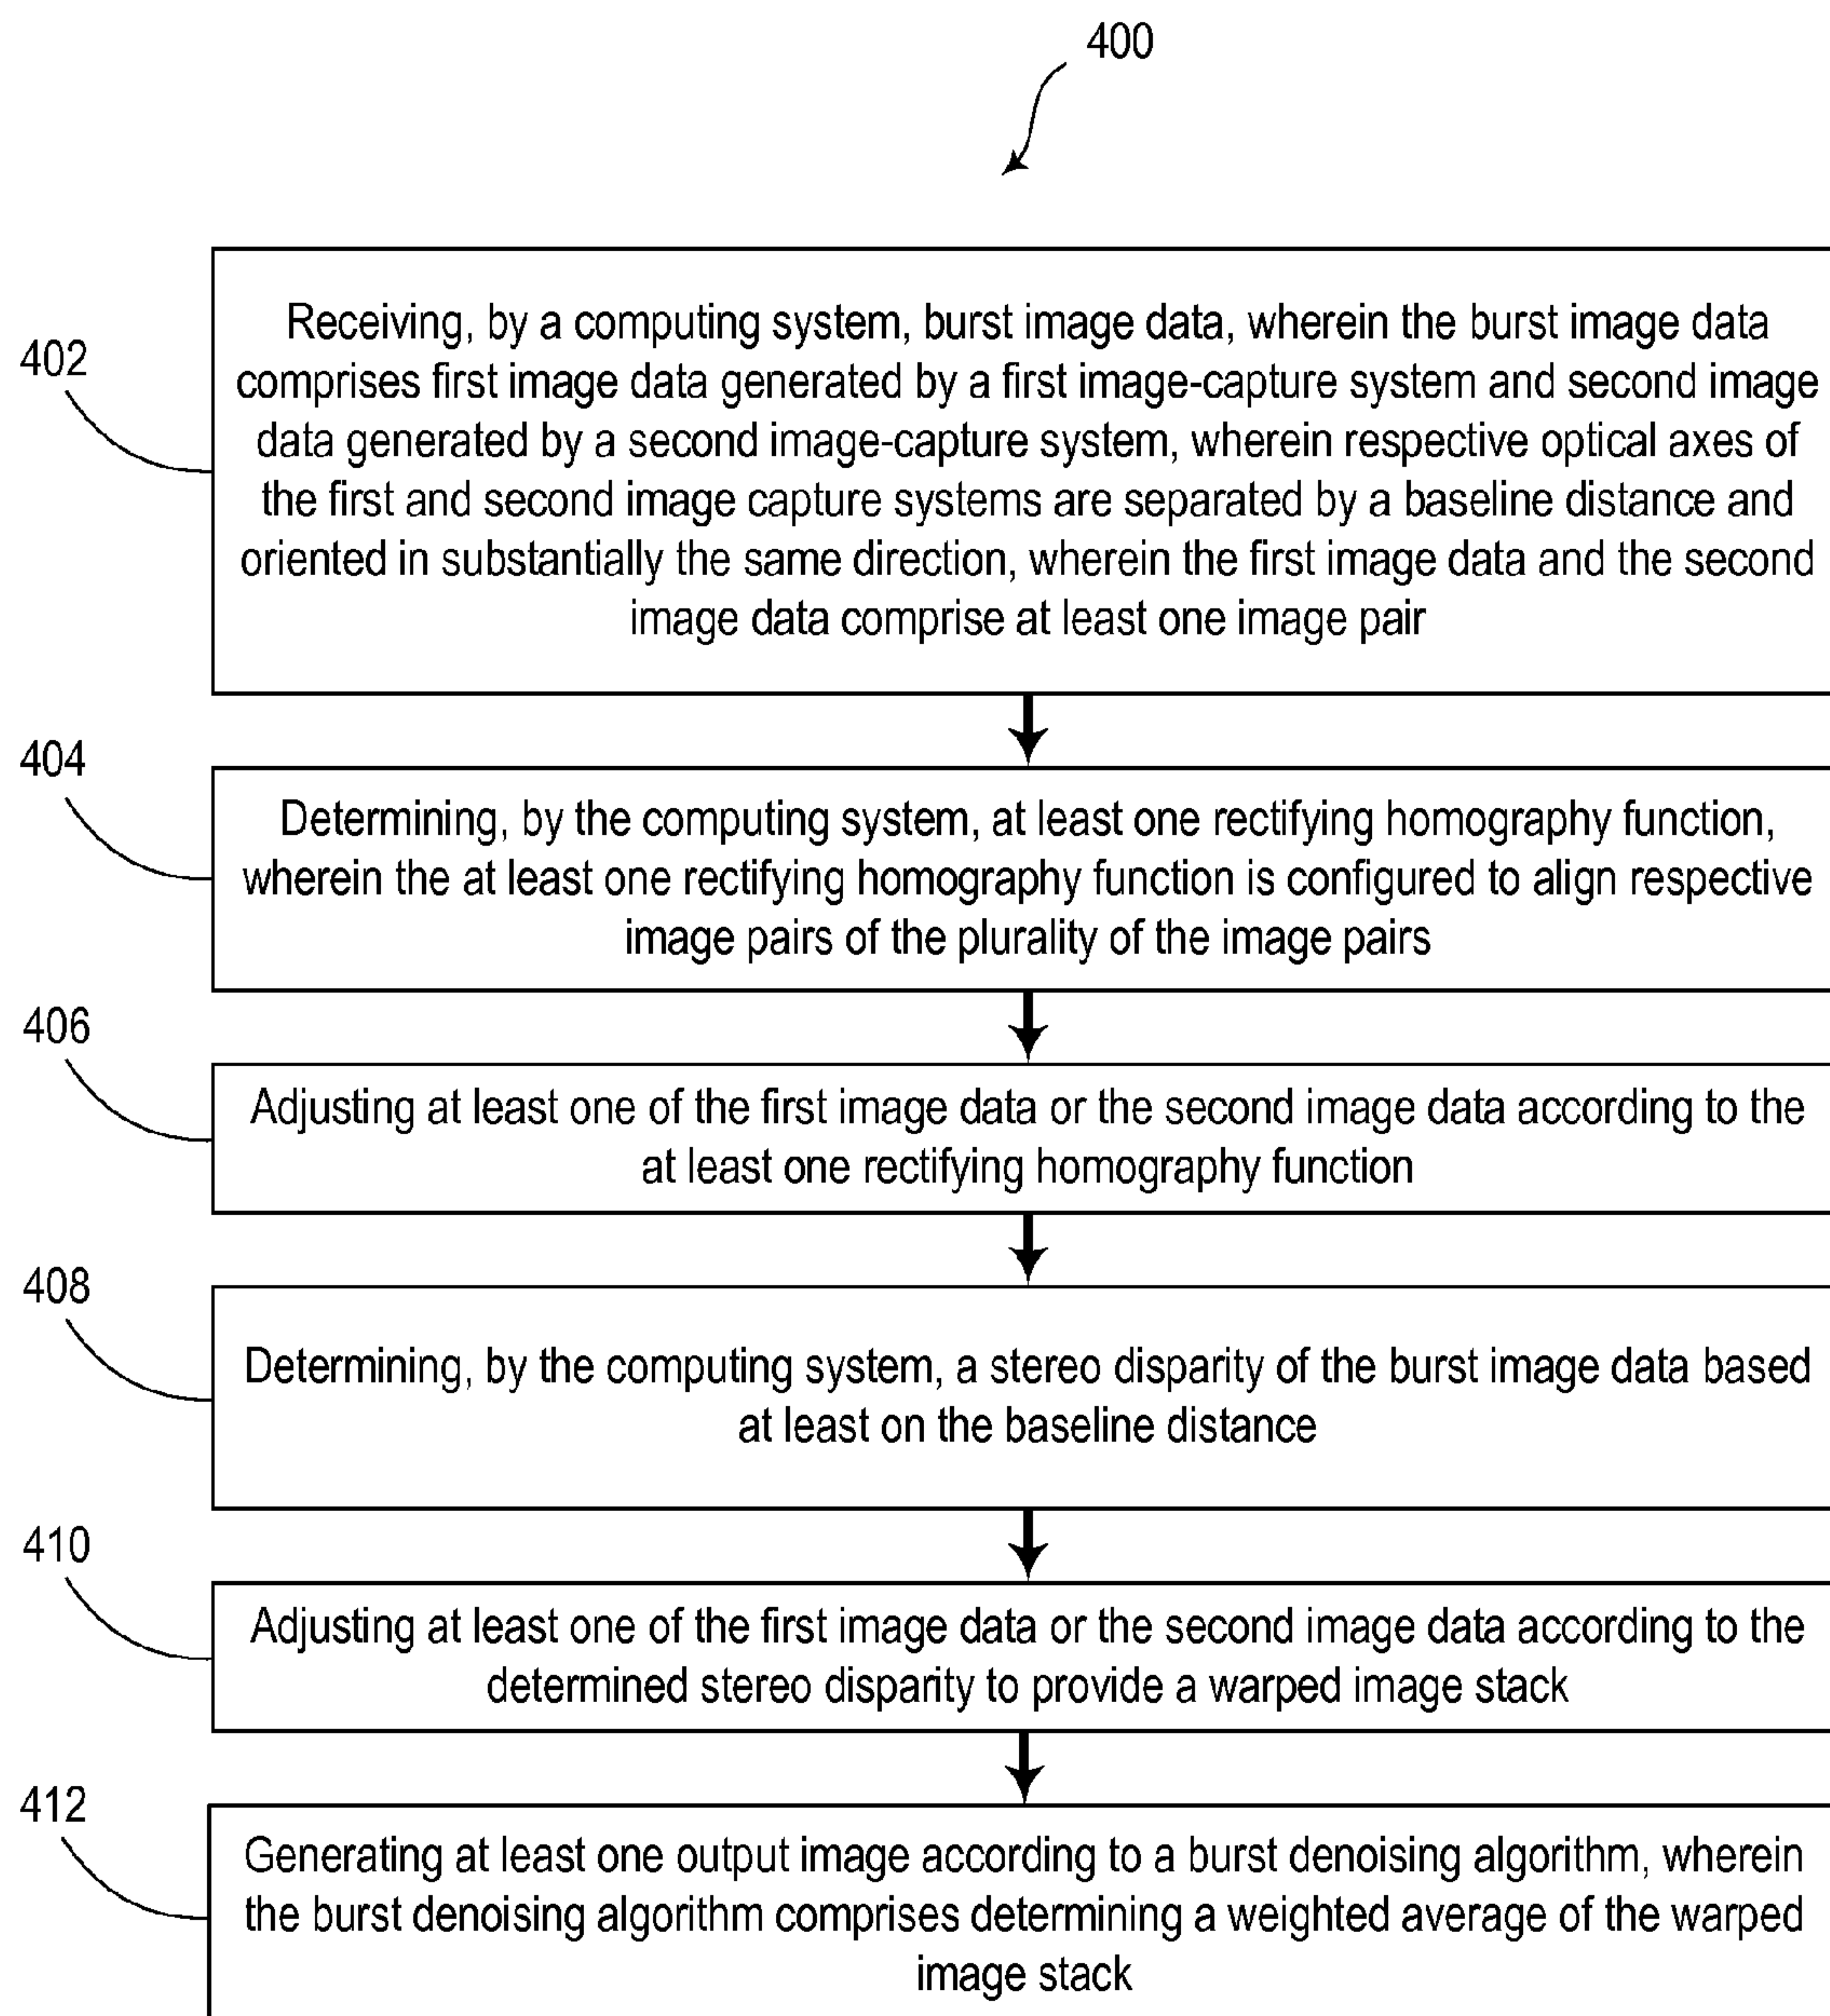 400
402
Receiving, by a computing system, burst image data, wherein the burst image data
comprises first image data generated by a first image-capture system and second image
data generated by a second image-capture system, wherein respective optical axes of
the first and second image capture systems are separated by a baseline distance and
oriented in substantially the same direction, wherein the first image data and the second
image data comprise at least one image pair
404
Determining, by the computing system, at least one rectifying homography function,
wherein the at least one rectifying homography function is configured to align respective
image pairs of the plurality of the image pairs
406
Adjusting at least one of the first image data or the second image data according to the
at least one rectifying homography function
408
Determining, by the computing system, a stereo disparity of the burst image data based
at least on the baseline distance
410
Adjusting at least one of the first image data or the second image data according to the
determined stereo disparity to provide a warped image stack
412
Generating at least one output image according to a burst denoising algorithm, wherein
the burst denoising algorithm comprises determining a weighted average of the warped
image stack